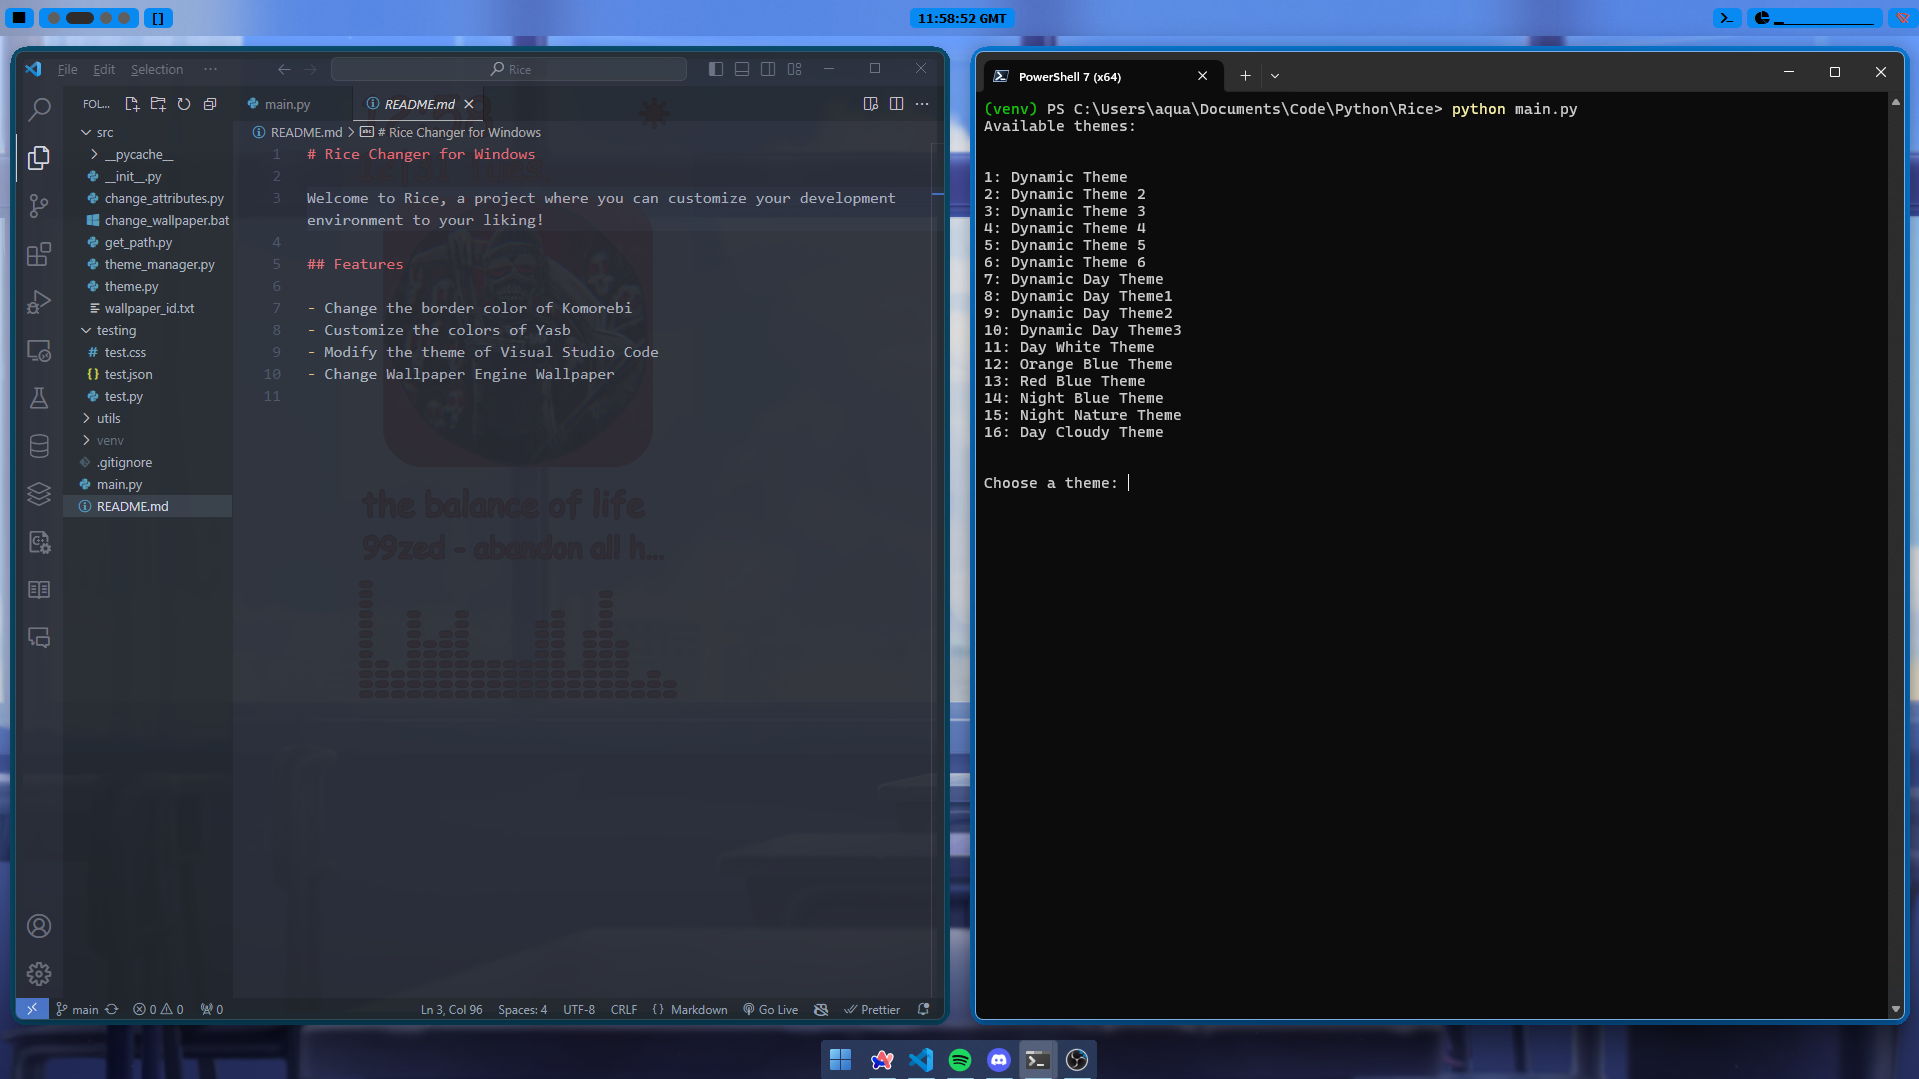 []
11:58:52 GMT
File Edit Selection ···
Rice
FOL...
main.py
README.md
README.md > # Rice Changer for Windows
src
__pycache__
__init__.py
change_attributes.py
change_wallpaper.bat
get_path.py
theme_manager.py
theme.py
wallpaper_id.txt
testing
test.css
test.json
test.py
utils
venv
.gitignore
main.py
README.md
1 # Rice Changer for Windows
2
3 Welcome to Rice, a project where you can customize your development
environment to your liking!
4
5 ## Features
6
7 - Change the border color of Komorebi
8 - Customize the colors of Yasb
9 - Modify the theme of Visual Studio Code
10 - Change Wallpaper Engine Wallpaper
11
the balance of life
99zed - abandon all h...
main 0 0 0
Ln 3, Col 96 Spaces: 4 UTF-8 CRLF {} Markdown Go Live Prettier
PowerShell 7 (x64)
(venv) PS C:\Users\aqua\Documents\Code\Python\Rice> python main.py
Available themes:
1: Dynamic Theme
2: Dynamic Theme 2
3: Dynamic Theme 3
4: Dynamic Theme 4
5: Dynamic Theme 5
6: Dynamic Theme 6
7: Dynamic Day Theme
8: Dynamic Day Theme1
9: Dynamic Day Theme2
10: Dynamic Day Theme3
11: Day White Theme
12: Orange Blue Theme
13: Red Blue Theme
14: Night Blue Theme
15: Night Nature Theme
16: Day Cloudy Theme
Choose a theme: